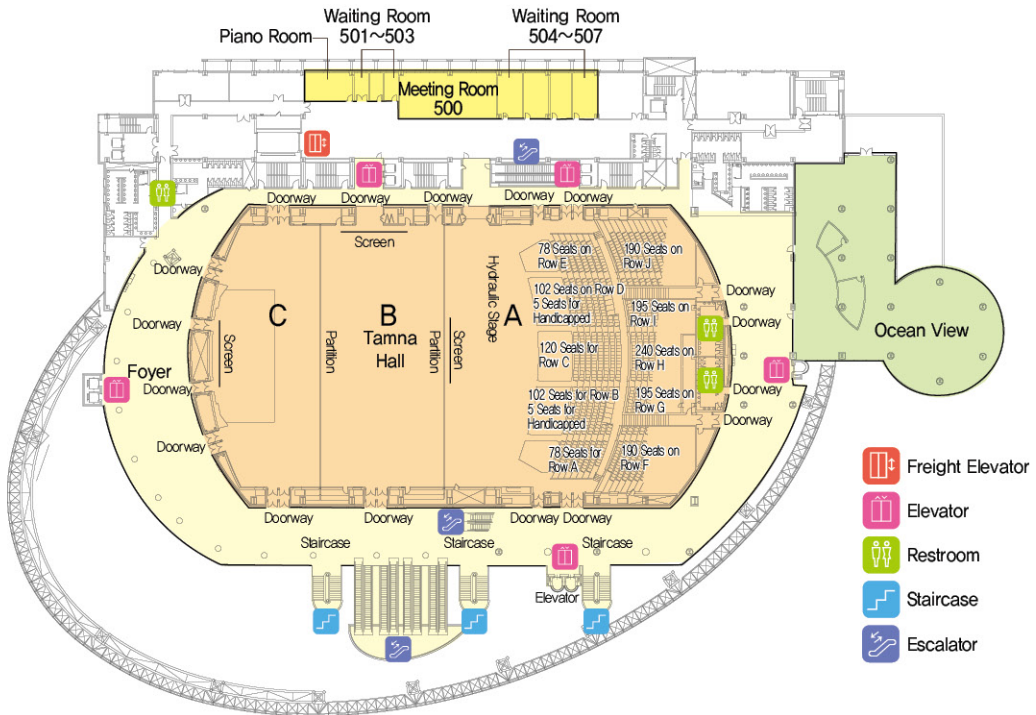 Waiting Room
501～503
Waiting Room
504～507
Piano Room
Meeting Room
500
Doorway
Doorway
Doorway
Doorway
Doorway
Screen
Hydraulic Stage
78 Seats on
Row E
190 Seats on
Row J
Doorway
Doorway
102 Seats on Row D
5 Seats for
Handicapped
195 Seats on
Row I
C
B
A
Tamna
Hall
Doorway
Doorway
Screen
Partition
Partition
Screen
120 Seats for
Row C
240 Seats on
Row H
Ocean View
Foyer
Doorway
Doorway
102 Seats for Row B
5 Seats for
Handicapped
195 Seats on
Row G
Doorway
Doorway
78 Seats for
Row A
190 Seats on
Row F
Doorway
Doorway
Doorway
Doorway
Staircase
Staircase
Staircase
Elevator
Freight Elevator
Elevator
Restroom
Staircase
Escalator